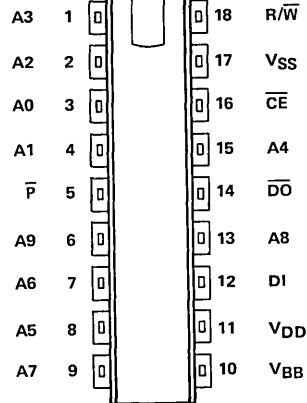 A3 1 18 R/W̅
A2 2 17 VSS
A0 3 16 C̅E̅
A1 4 15 A4
P̅ 5 14 D̅O̅
A9 6 13 A8
A6 7 12 DI
A5 8 11 VDD
A7 9 10 VBB